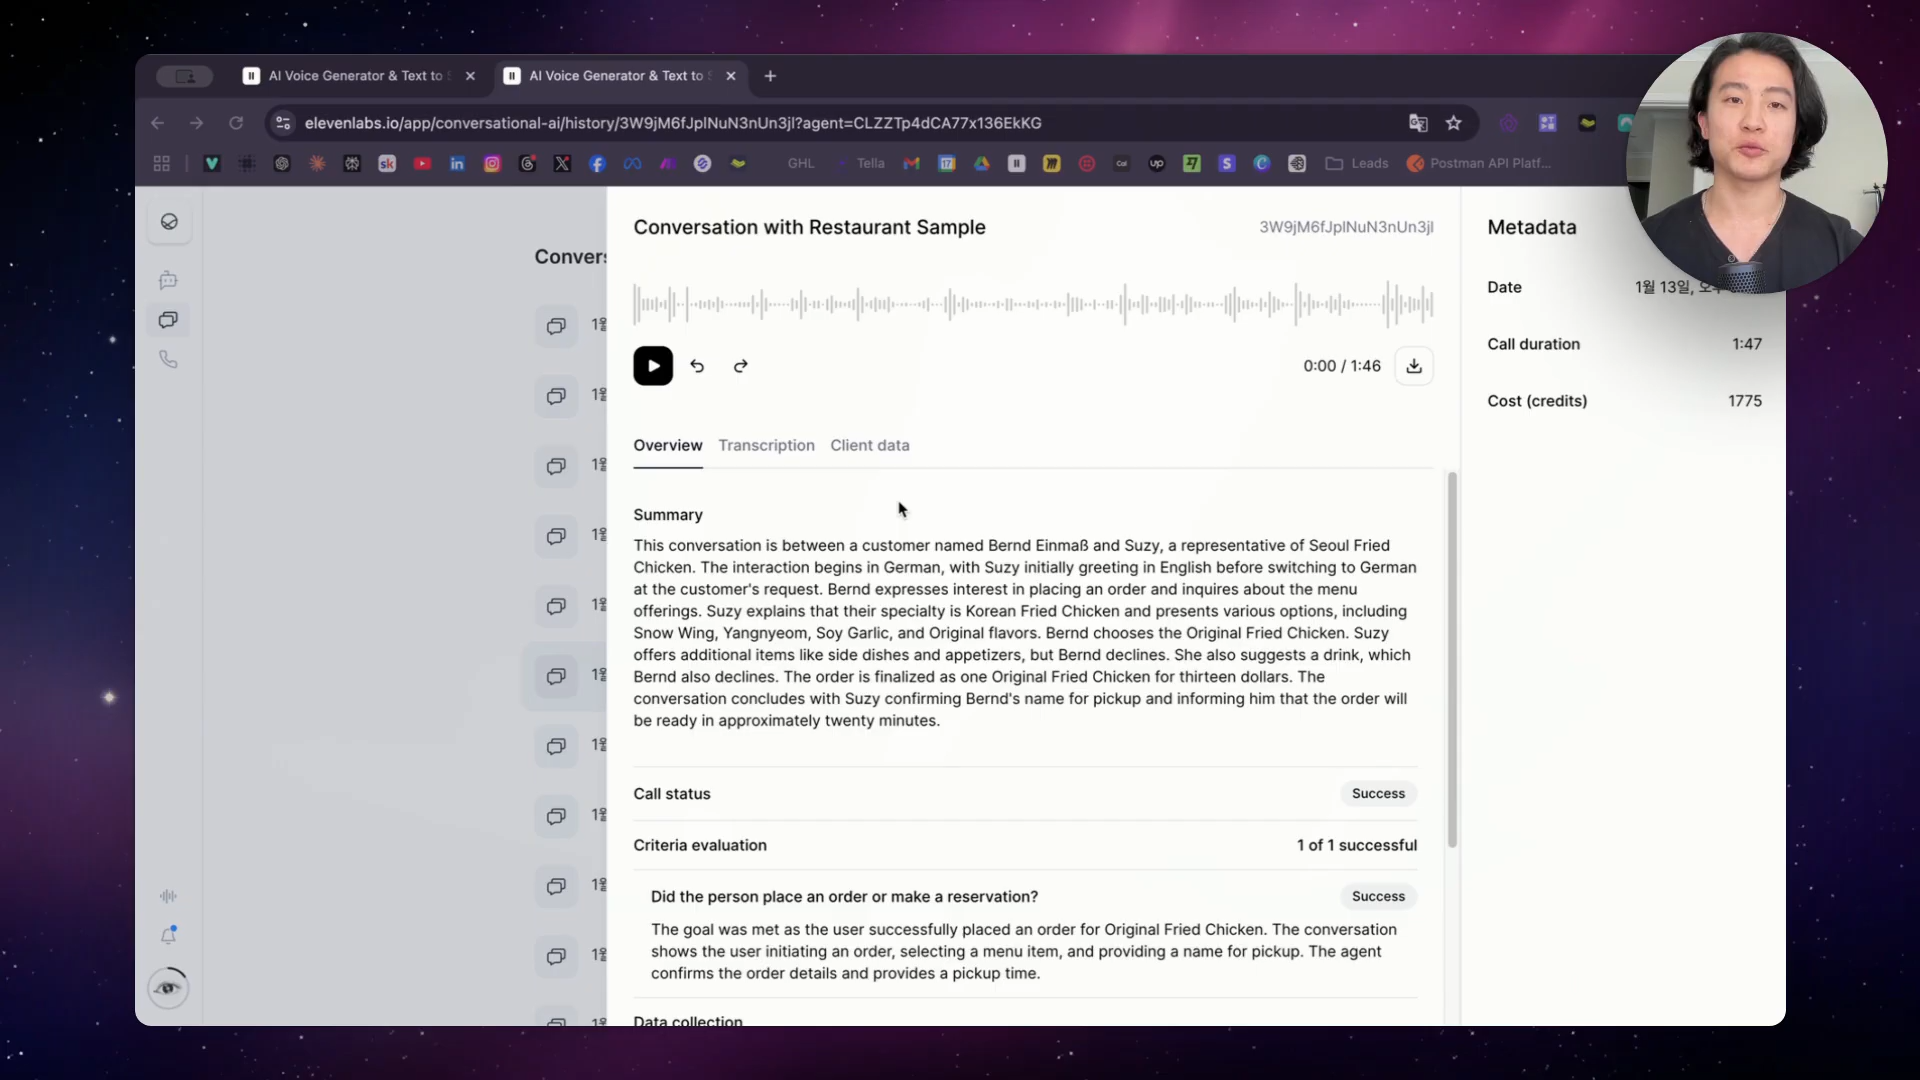 AI Voice Generator & Text to
AI Voice Generator & Text to
elevenlabs.io/app/conversational-ai/history/3W9jM6fJplNuN3nUn3jl?agent=CLZZTp4dCA77x136EkKG
GHL
Tella
Leads
Postman API Platf...
Conver
Conversation with Restaurant Sample
3W9jM6fJplNuN3nUn3jl
0:00 / 1:46
Overview Transcription Client data
Summary
This conversation is between a customer named Bernd Einmaß and Suzy, a representative of Seoul Fried
Chicken. The interaction begins in German, with Suzy initially greeting in English before switching to German
at the customer's request. Bernd expresses interest in placing an order and inquires about the menu
offerings. Suzy explains that their specialty is Korean Fried Chicken and presents various options, including
Snow Wing, Yangnyeom, Soy Garlic, and Original flavors. Bernd chooses the Original Fried Chicken. Suzy
offers additional items like side dishes and appetizers, but Bernd declines. She also suggests a drink, which
Bernd also declines. The order is finalized as one Original Fried Chicken for thirteen dollars. The
conversation concludes with Suzy confirming Bernd's name for pickup and informing him that the order will
be ready in approximately twenty minutes.
Call status
Success
Criteria evaluation
1 of 1 successful
Did the person place an order or make a reservation?
Success
The goal was met as the user successfully placed an order for Original Fried Chicken. The conversation
shows the user initiating an order, selecting a menu item, and providing a name for pickup. The agent
confirms the order details and provides a pickup time.
Data collection
Metadata
Date
1월 13일,
Call duration
1:47
Cost (credits)
1775